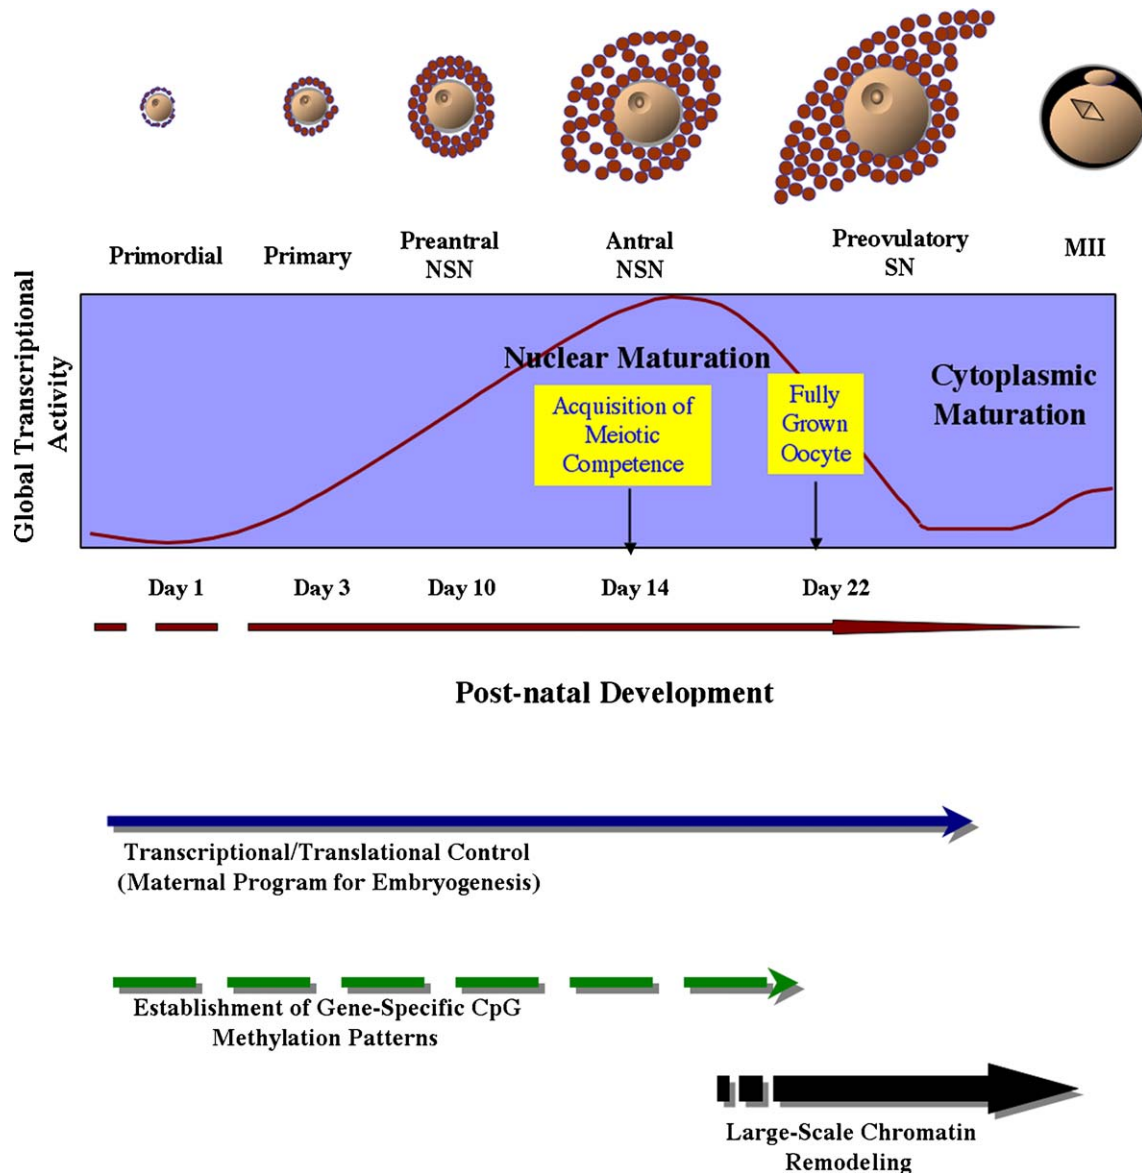 Primordial
Primary
Preantral
NSN
Antral
NSN
Preovulatory
SN
MII
Global Transcriptional
Activity
Nuclear Maturation
Acquisition of
Meiotic
Competence
Fully
Grown
Oocyte
Cytoplasmic
Maturation
Day 1
Day 3
Day 10
Day 14
Day 22
Post-natal Development
Transcriptional/Translational Control
(Maternal Program for Embryogenesis)
Establishment of Gene-Specific CpG
Methylation Patterns
Large-Scale Chromatin
Remodeling